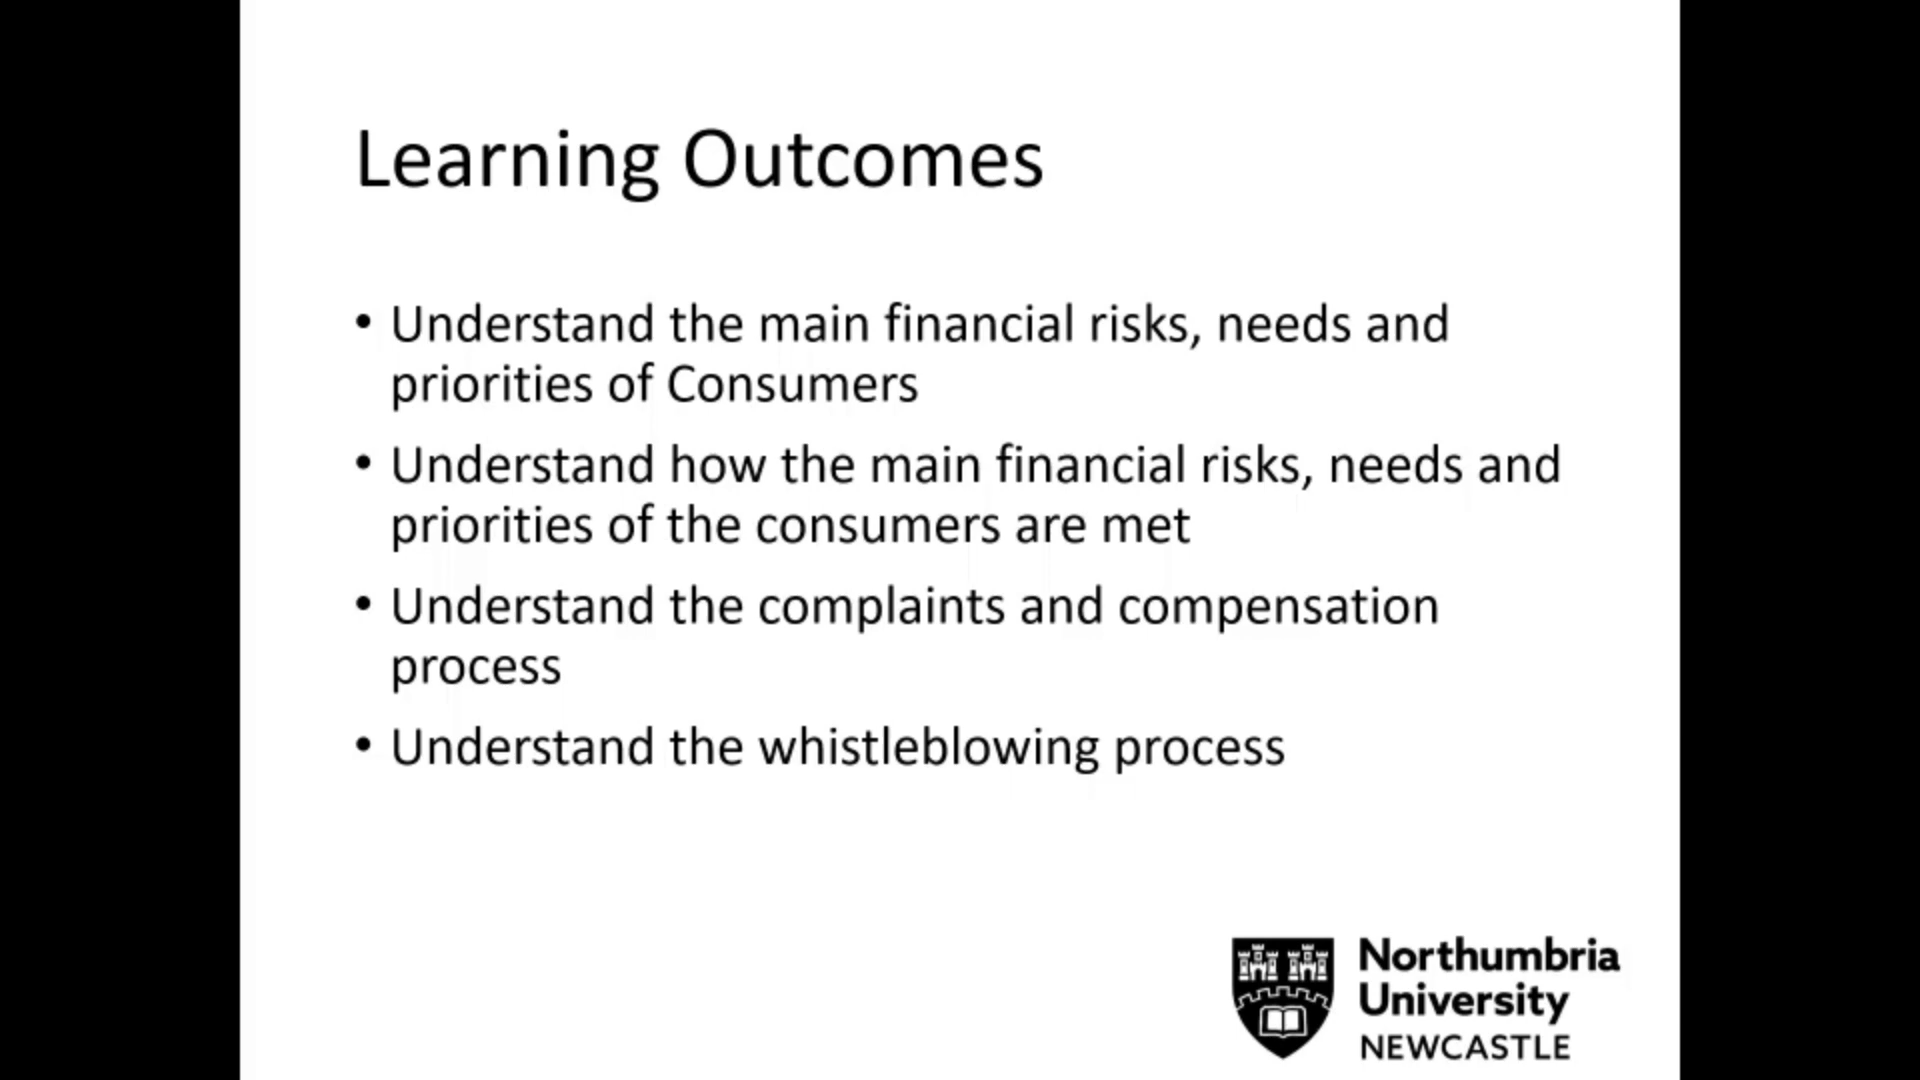 Learning Outcomes
• Understand the main financial risks, needs and
priorities of Consumers
• Understand how the main financial risks, needs and
priorities of the consumers are met
• Understand the complaints and compensation
process
• Understand the whistleblowing process
Northumbria
University
NEWCASTLE